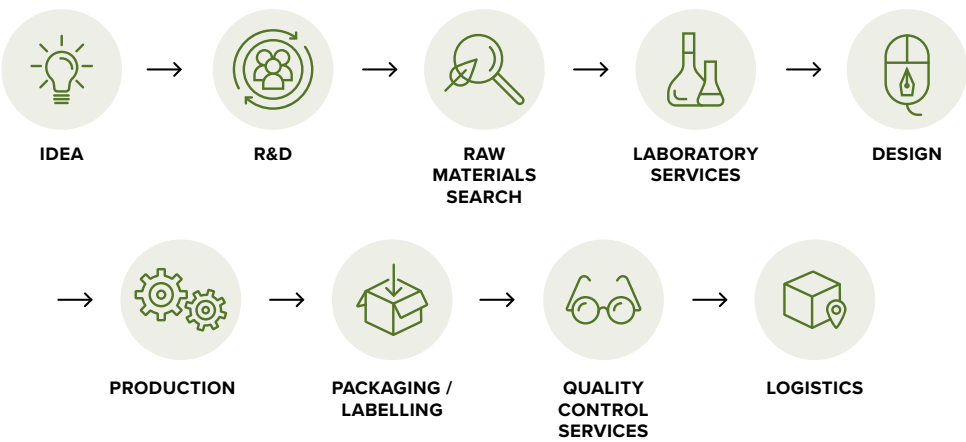 IDEA
R&D
RAW
MATERIALS
SEARCH
LABORATORY
SERVICES
DESIGN
PRODUCTION
PACKAGING /
LABELLING
QUALITY
CONTROL
SERVICES
LOGISTICS